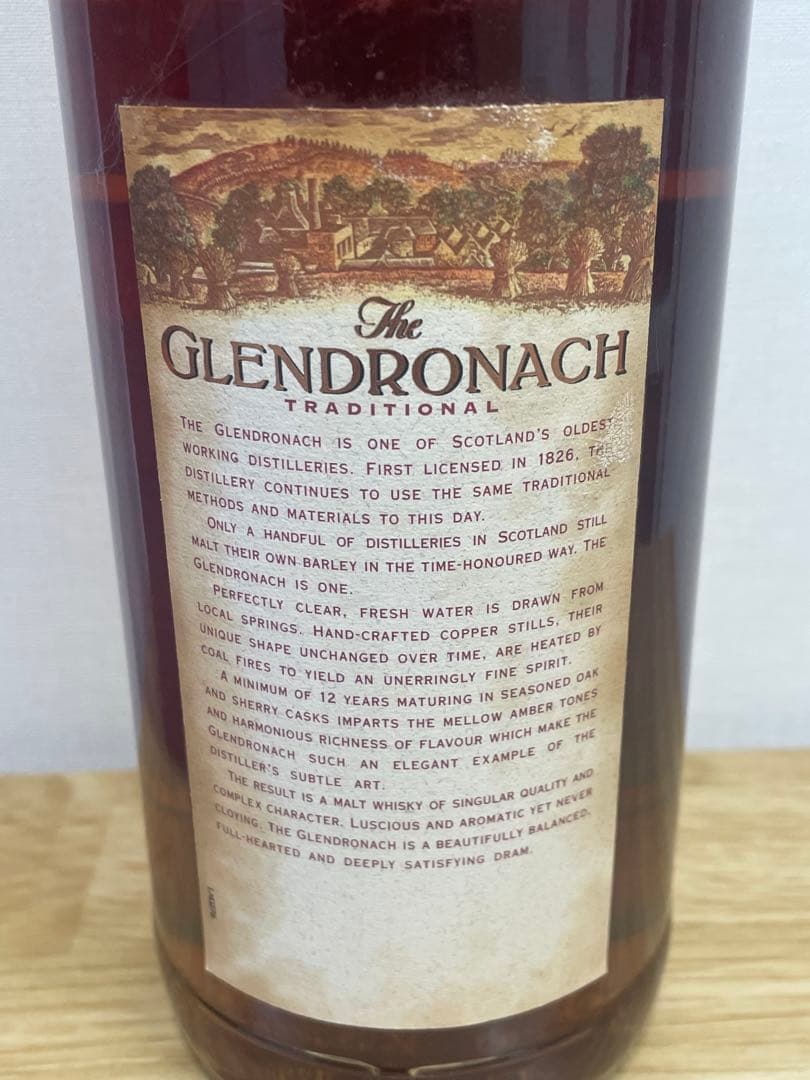 The
GLENDRONACH
TRADITIONAL
THE GLENDRONACH IS ONE OF SCOTLAND'S OLDEST
WORKING DISTILLERIES. FIRST LICENSED IN 1826, THE
DISTILLERY CONTINUES TO USE THE SAME TRADITIONAL
METHODS AND MATERIALS TO THIS DAY.
ONLY A HANDFUL OF DISTILLERIES IN SCOTLAND STILL
MALT THEIR OWN BARLEY IN THE TIME-HONOURED WAY. THE
GLENDRONACH IS ONE.
PERFECTLY CLEAR, FRESH WATER IS DRAWN FROM
LOCAL SPRINGS. HAND-CRAFTED COPPER STILLS, THEIR
UNIQUE SHAPE UNCHANGED OVER TIME, ARE HEATED BY
COAL FIRES TO YIELD AN UNERRINGLY FINE SPIRIT.
A MINIMUM OF 12 YEARS MATURING IN SEASONED OAK
AND SHERRY CASKS IMPARTS THE MELLOW AMBER TONES
AND HARMONIOUS RICHNESS OF FLAVOUR WHICH MAKE THE
GLENDRONACH SUCH AN ELEGANT EXAMPLE OF THE
DISTILLER'S SUBTLE ART.
THE RESULT IS A MALT WHISKY OF SINGULAR QUALITY AND
COMPLEX CHARACTER. LUSCIOUS AND AROMATIC YET NEVER
CLOYING, THE GLENDRONACH IS A BEAUTIFULLY BALANCED,
FULL-HEARTED AND DEEPLY SATISFYING DRAM.